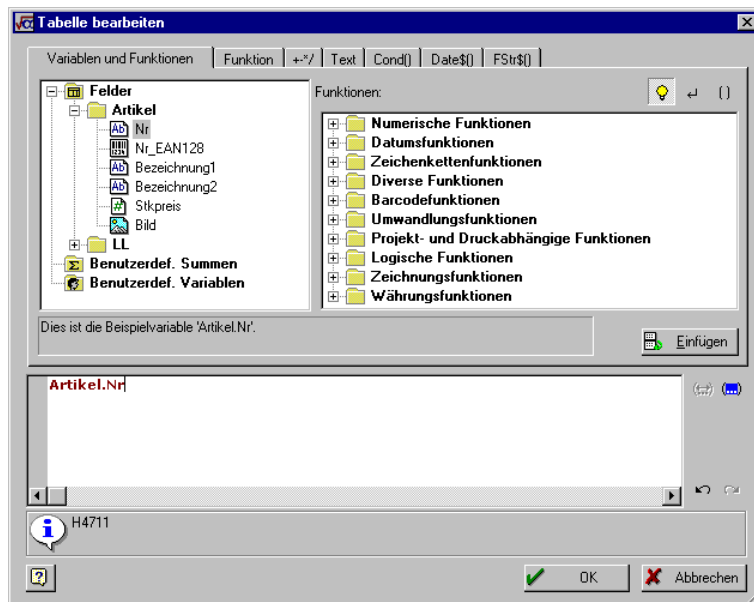 Tabelle bearbeiten
Variablen und Funktionen Funktion +-*/ Text Cond() Date$() FStr$()
Felder
Artikel
Nr
Nr_EAN128
Bezeichnung1
Bezeichnung2
Stkpreis
Bild
LL
Benutzerdef. Summen
Benutzerdef. Variablen
Funktionen:
Numerische Funktionen
Datumsfunktionen
Zeichenkettenfunktionen
Diverse Funktionen
Barcodefunktionen
Umwandlungsfunktionen
Projekt- und Druckabhängige Funktionen
Logische Funktionen
Zeichnungsfunktionen
Währungsfunktionen
Dies ist die Beispielvariable 'Artikel.Nr'.
Einfügen
Artikel.Nr
H4711
OK Abbrechen